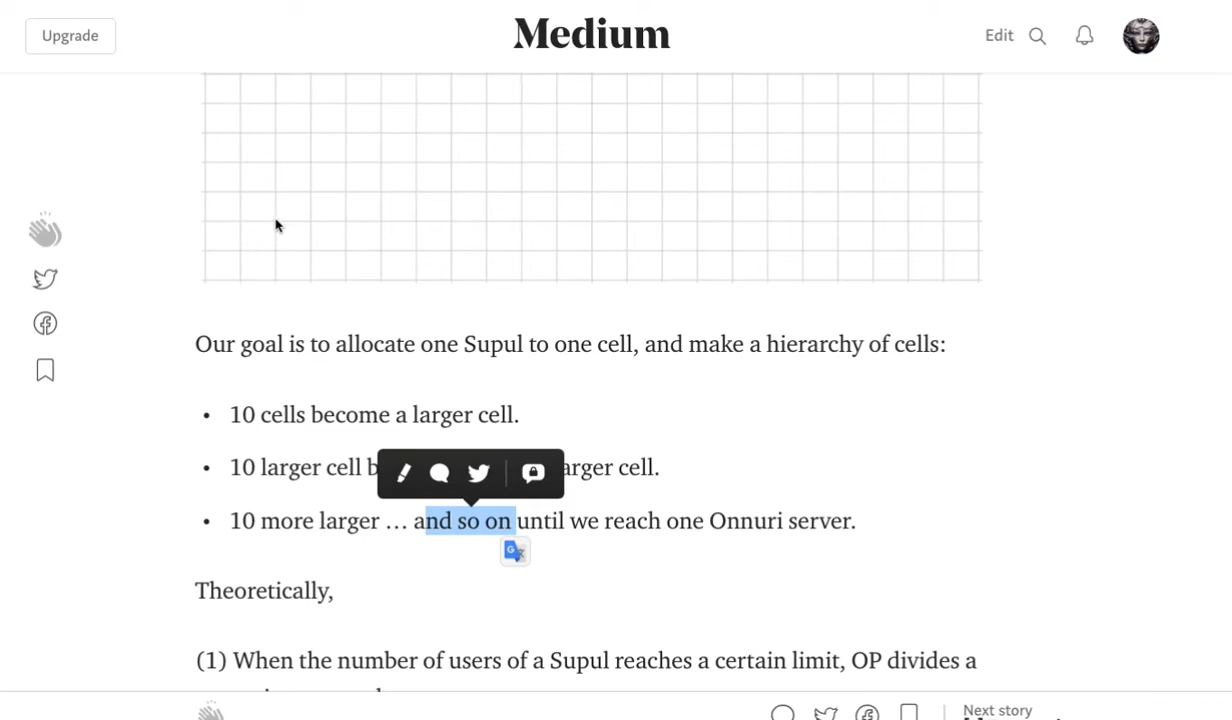 Upgrade
Medium
Edit
Our goal is to allocate one Supul to one cell, and make a hierarchy of cells:
• 10 cells become a larger cell.
• 10 larger cell b arger cell.
• 10 more larger … and so on until we reach one Onnuri server.
Theoretically,
(1) When the number of users of a Supul reaches a certain limit, OP divides a
Next story